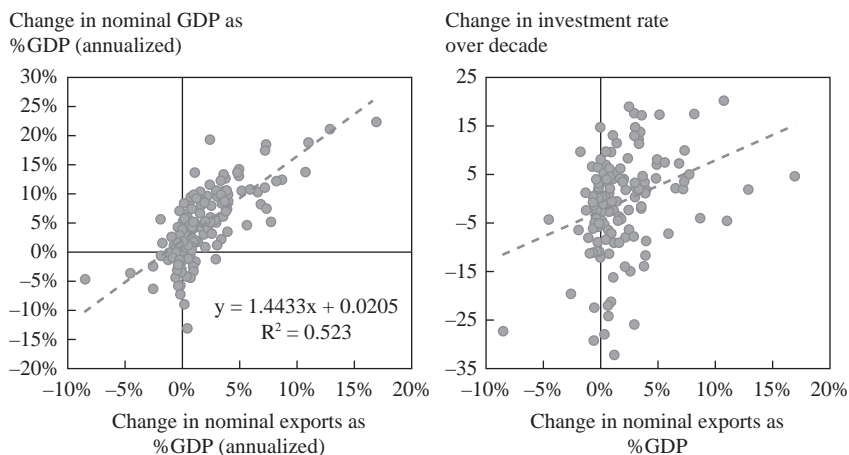 Change in nominal GDP as
%GDP (annualized)
30%
25%
20%
15%
10%
5%
0%
−5%
−10%
−15%
−20%
y = 1.4433x + 0.0205
R² = 0.523
−10% −5% 0% 5% 10% 15% 20%
Change in nominal exports as
%GDP (annualized)
Change in investment rate
over decade
25
15
5
−5
−15
−25
−35
−10% −5% 0% 5% 10% 15% 20%
Change in nominal exports as
%GDP